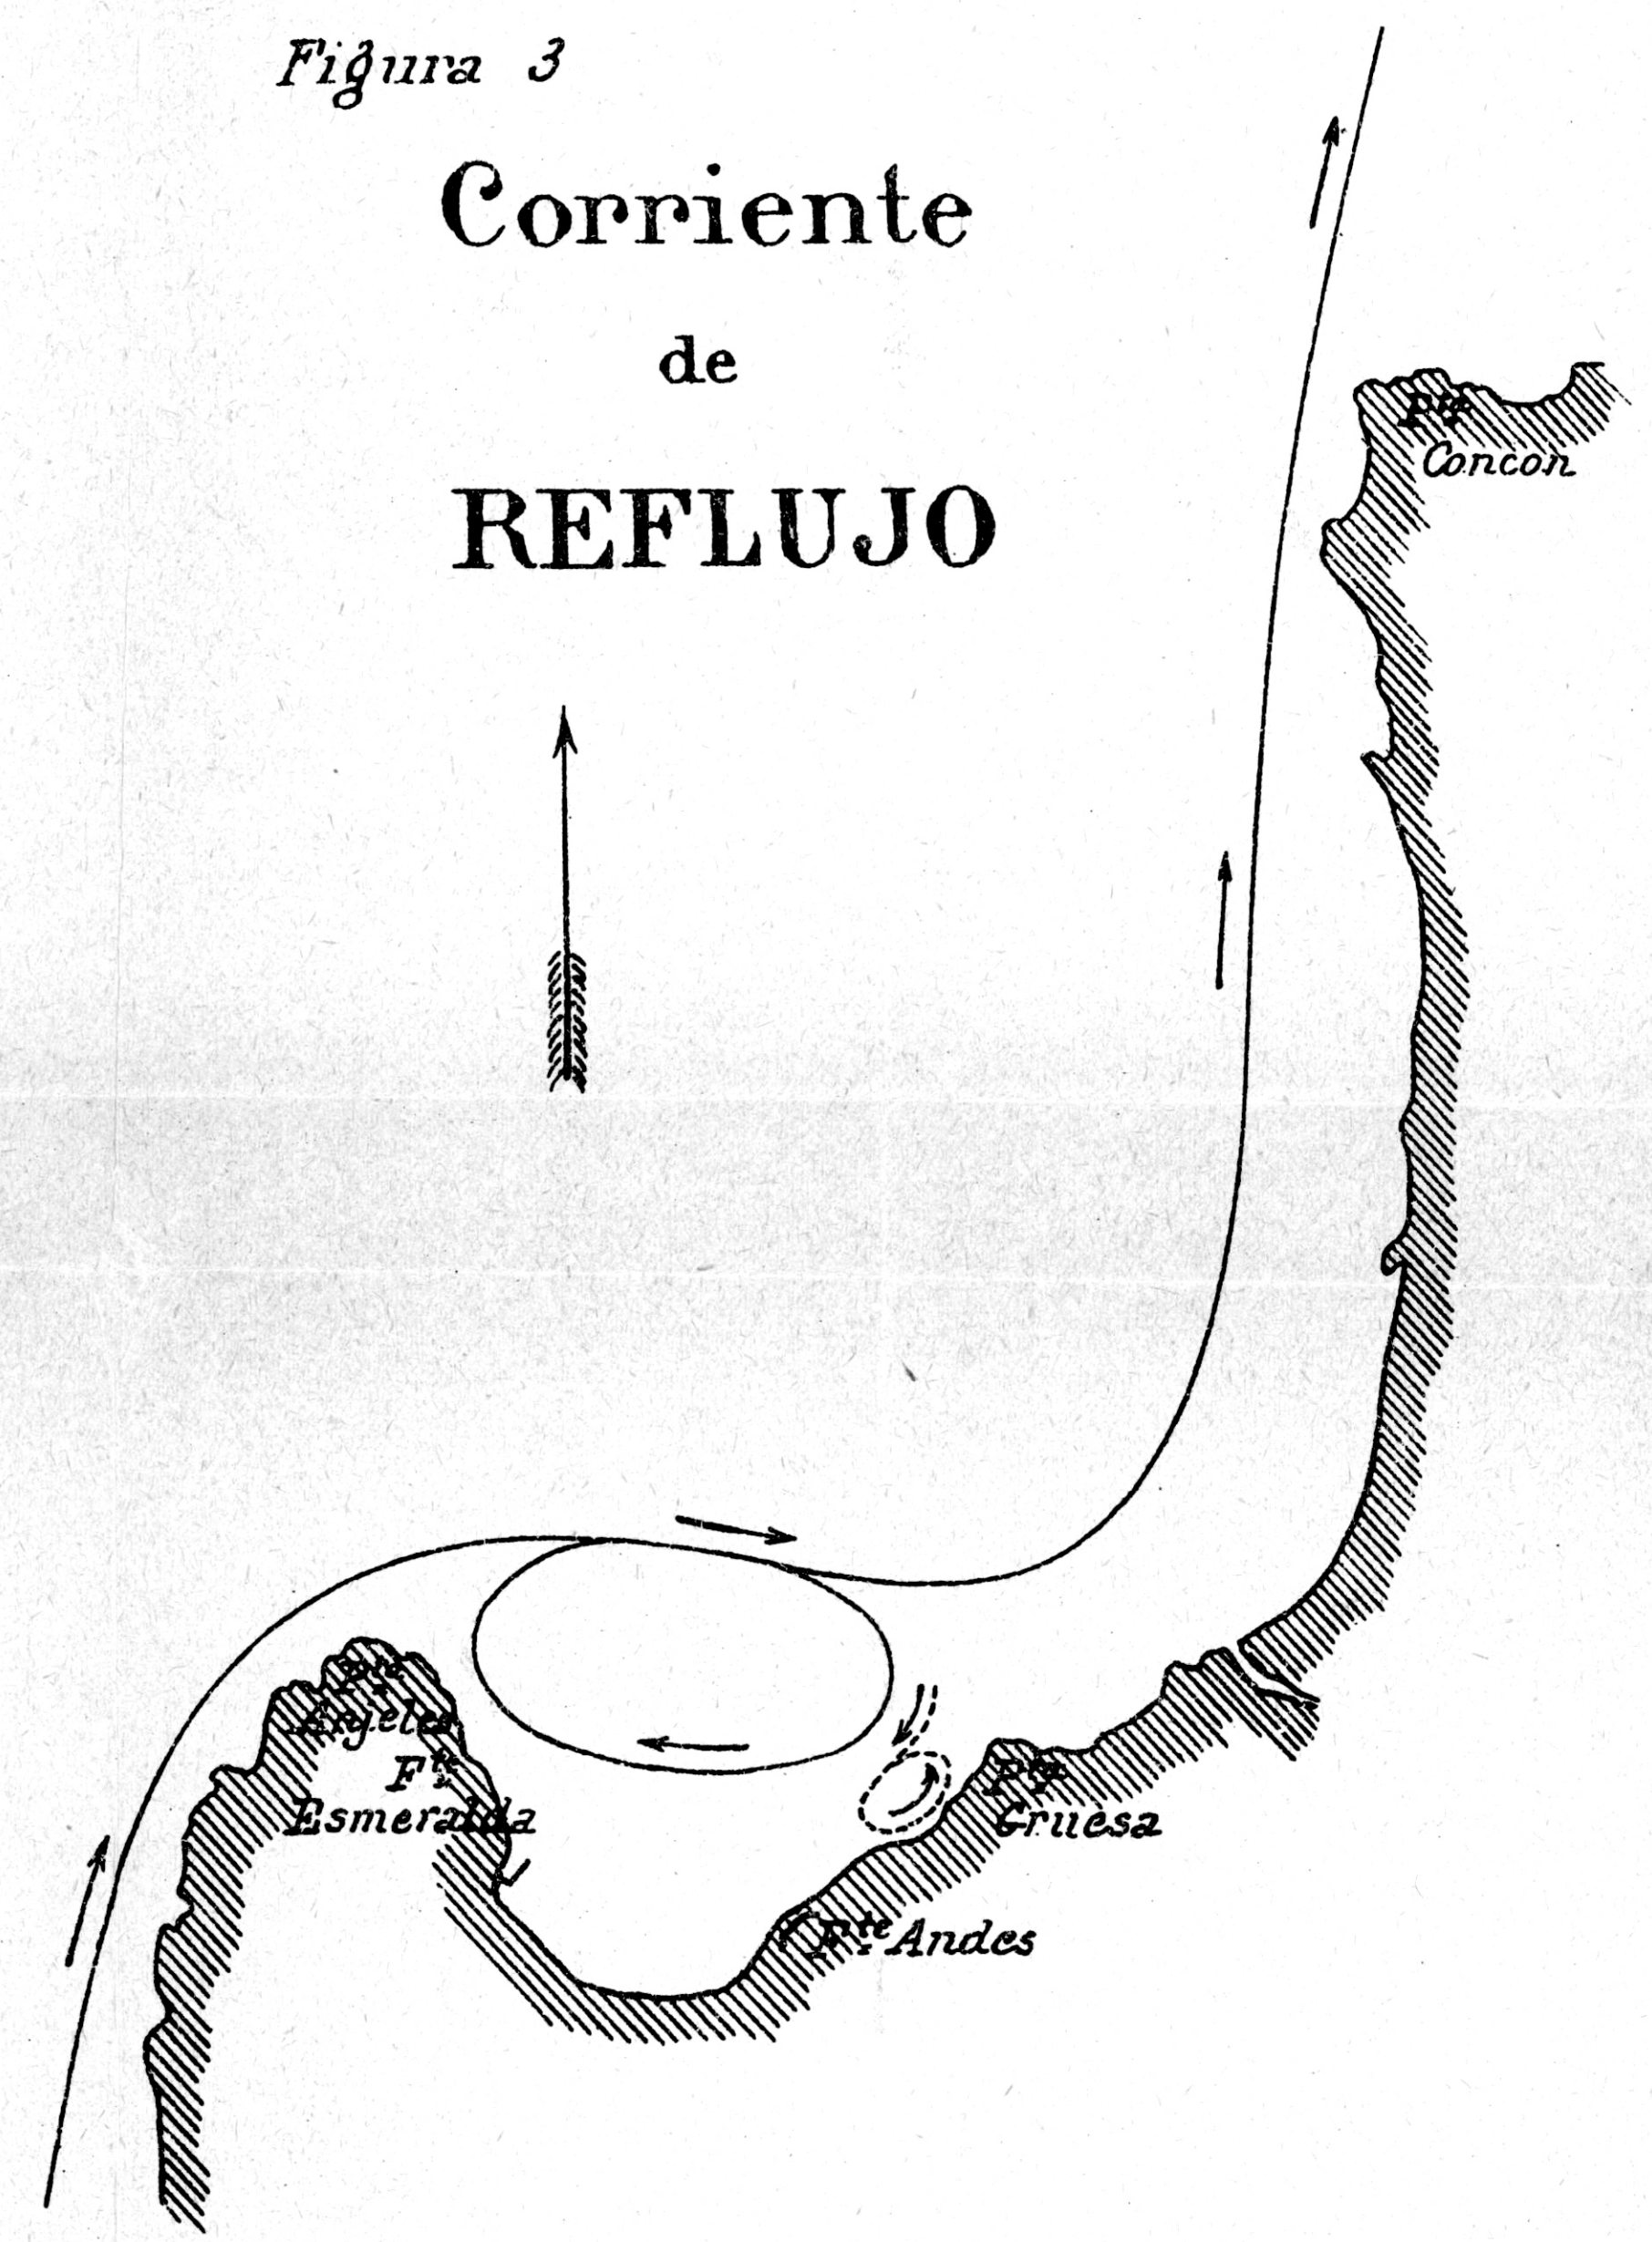 Figura 3
Corriente
de
REFLUJO
Pta
Concon
Pta
Angeles
Fte
Esmeralda
Pta
Gruesa
Fte Andes